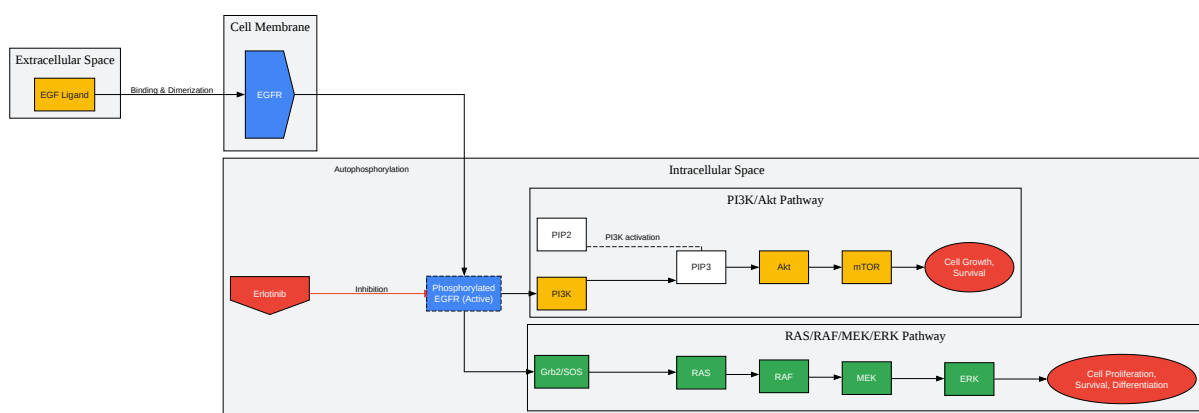 Cell Membrane
Extracellular Space
EGF Ligand
Binding & Dimerization
EGFR
Autophosphorylation
Intracellular Space
PI3K/Akt Pathway
PIP2
PI3K activation
PIP3
Akt
mTOR
Cell Growth,
Survival
Erlotinib
Inhibition
Phosphorylated
EGFR (Active)
PI3K
RAS/RAF/MEK/ERK Pathway
Grb2/SOS
RAS
RAF
MEK
ERK
Cell Proliferation,
Survival, Differentiation